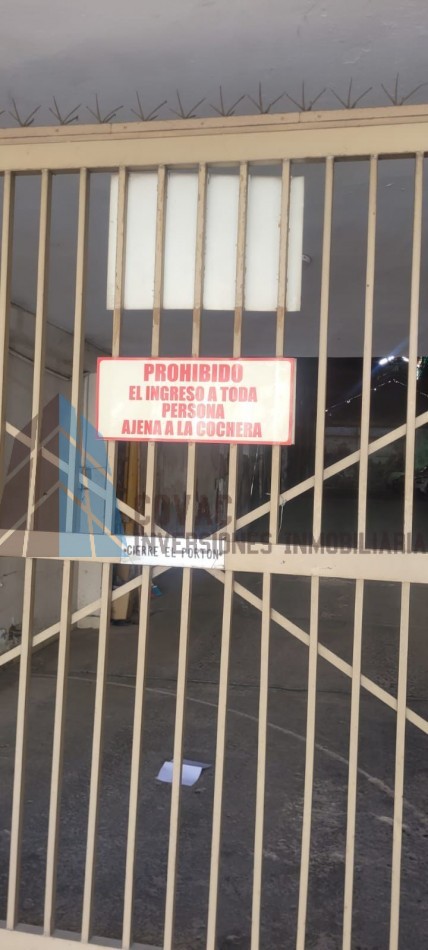 PROHIBIDO
EL INGRESO A TODA
PERSONA
AJENA A LA COCHERA
COVAC
INVERSIONES INMOBILIARIA
CIERRE EL PORTON